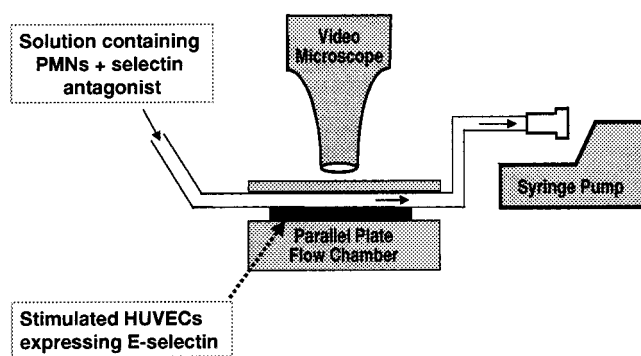 Solution containing
PMNs + selectin
antagonist
Video
Microscope
Syringe Pump
Parallel Plate
Flow Chamber
Stimulated HUVECs
expressing E-selectin